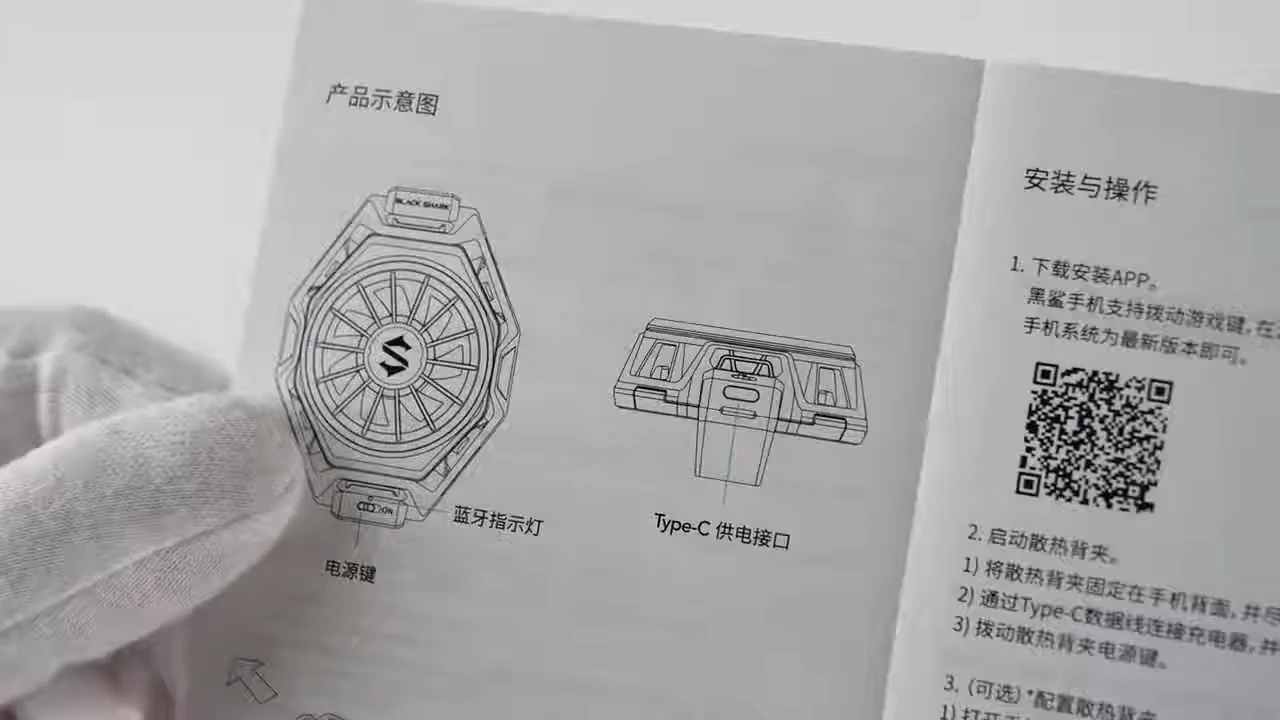 产品示意图
BLACK SHARK
ON
蓝牙指示灯
电源键
Type-C 供电接口
安装与操作
1. 下载安装APP。
黑鲨手机支持拨动游戏键,在
手机系统为最新版本即可。
2. 启动散热背夹。
1) 将散热背夹固定在手机背面,并尽
2) 通过Type-C数据线连接充电器,并
3) 拨动散热背夹电源键。
3. (可选) *配置散热背夹
1) 打开